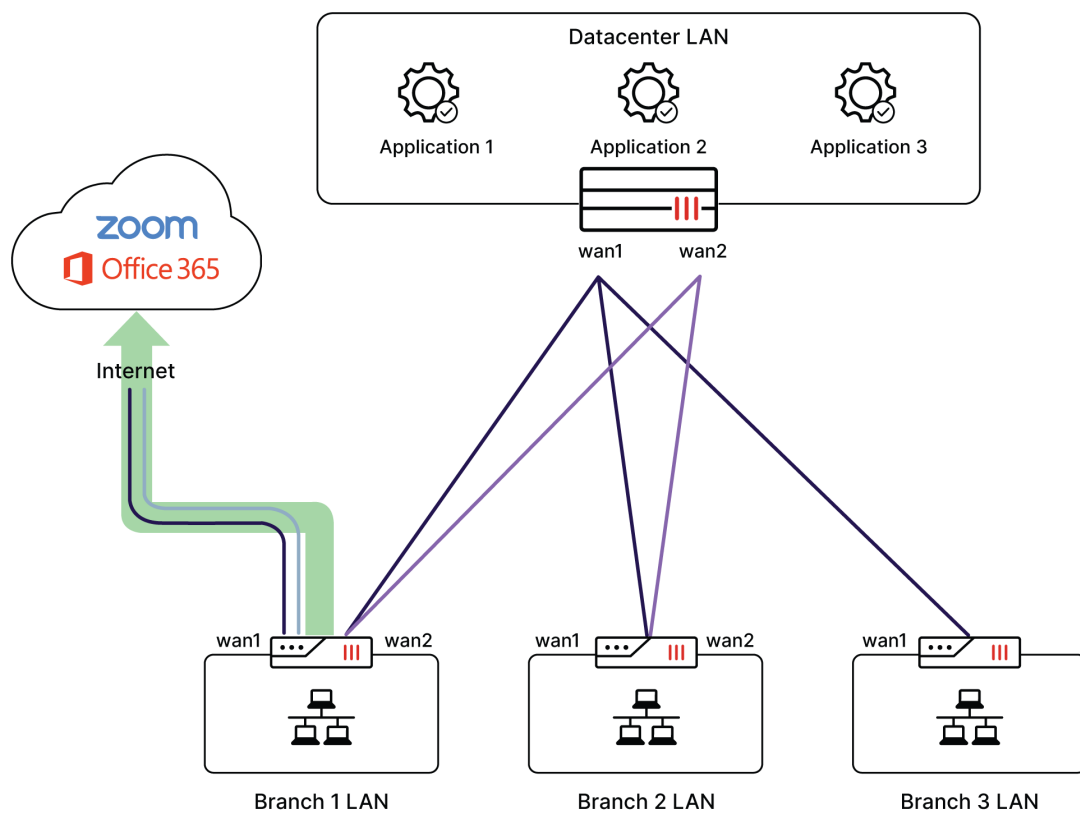 Datacenter LAN
Application 1
Application 2
Application 3
zoom
Office 365
wan1
wan2
Internet
wan1
wan2
wan1
wan2
wan1
Branch 1 LAN
Branch 2 LAN
Branch 3 LAN